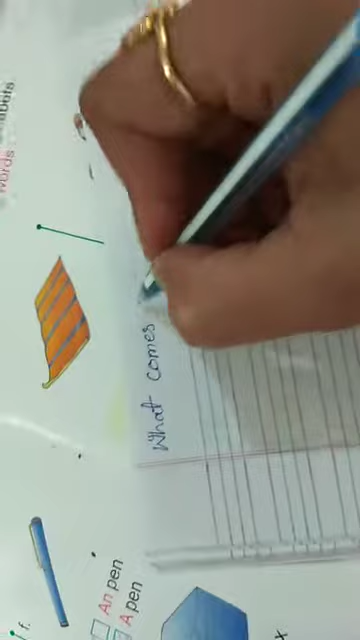 words
What comes
f.
An pen
A pen
x